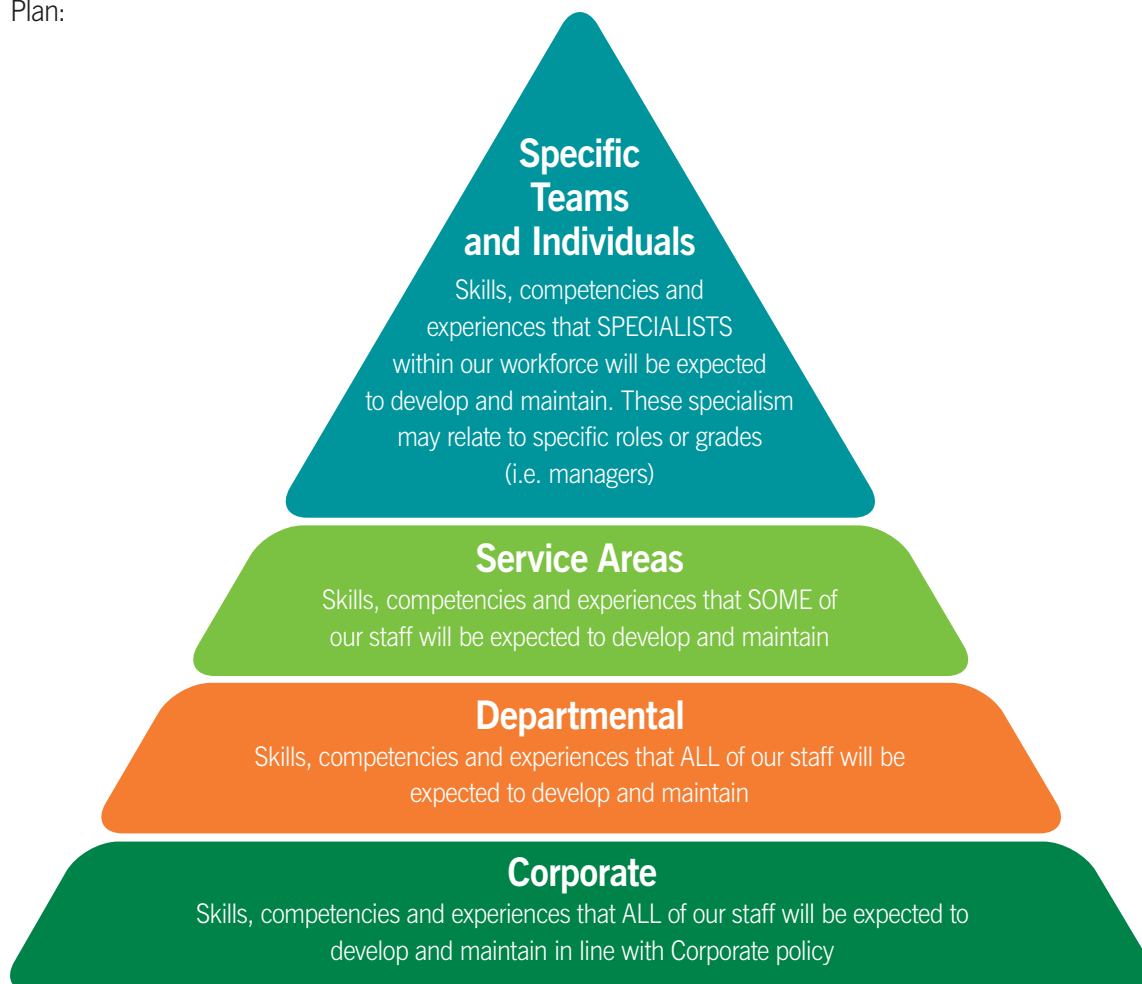 Plan:
Specific
Teams
and Individuals
Skills, competencies and
experiences that SPECIALISTS
within our workforce will be expected
to develop and maintain. These specialism
may relate to specific roles or grades
(i.e. managers)
Service Areas
Skills, competencies and experiences that SOME of
our staff will be expected to develop and maintain
Departmental
Skills, competencies and experiences that ALL of our staff will be
expected to develop and maintain
Corporate
Skills, competencies and experiences that ALL of our staff will be expected to
develop and maintain in line with Corporate policy